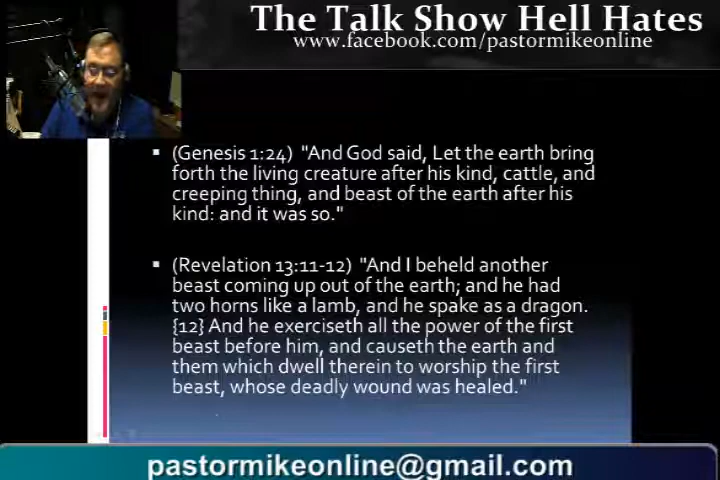 The Talk Show Hell Hates
www.facebook.com/pastormikeonline
(Genesis 1:24) "And God said, Let the earth bring
forth the living creature after his kind, cattle, and
creeping thing, and beast of the earth after his
kind: and it was so."
(Revelation 13:11-12) "And I beheld another
beast coming up out of the earth; and he had
two horns like a lamb, and he spake as a dragon.
{12} And he exerciseth all the power of the first
beast before him, and causeth the earth and
them which dwell therein to worship the first
beast, whose deadly wound was healed."
pastormikeonline@gmail.com